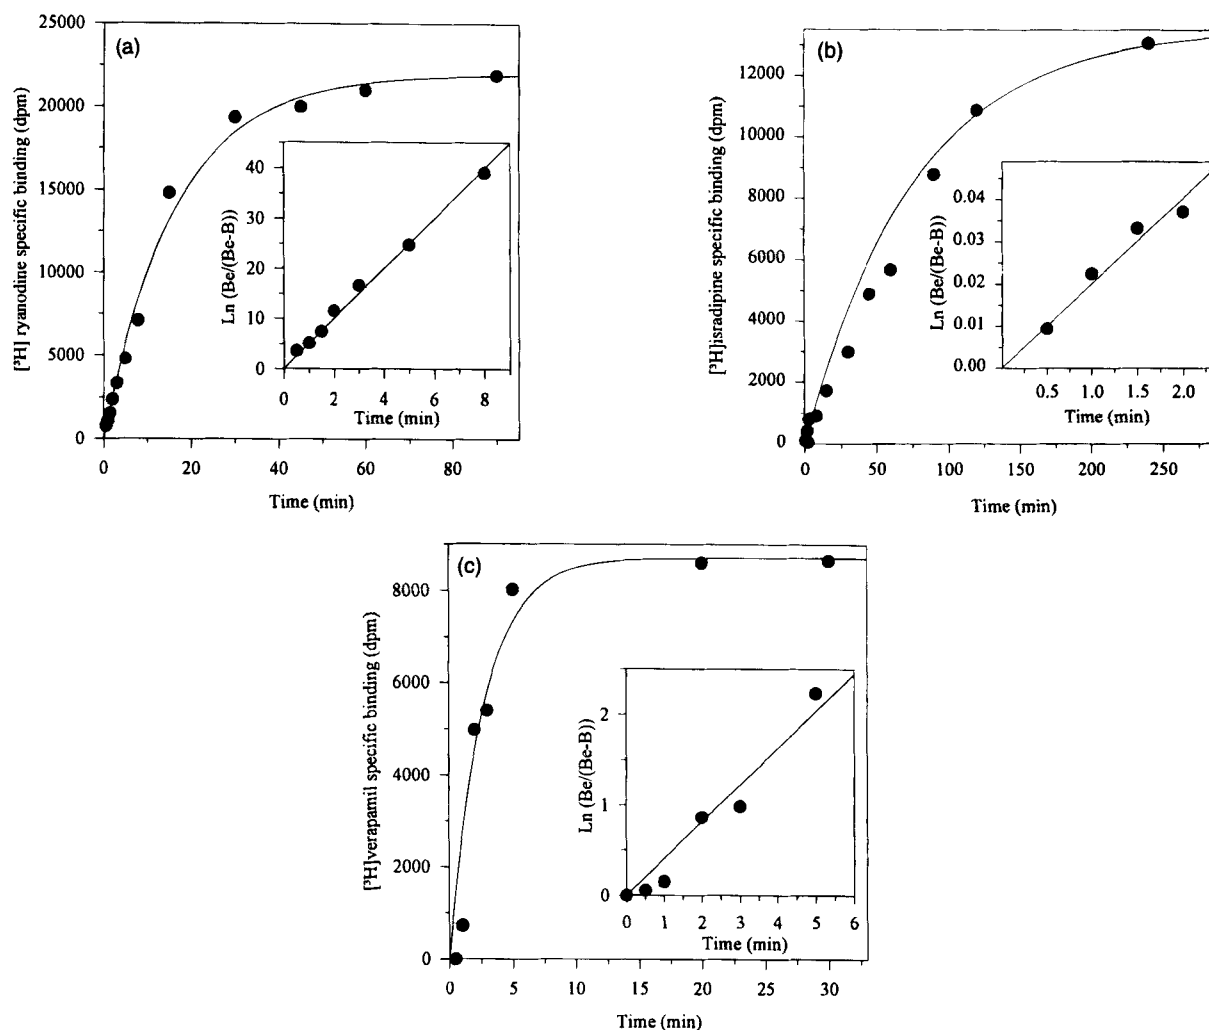 (a)
[³H] ryanodine specific binding (dpm)
25000
20000
15000
10000
5000
0
0 20 40 60 80
Time (min)
Ln (Be/(Be-B))
40
30
20
10
0
0 2 4 6 8
Time (min)
(b)
[³H]isradipine specific binding (dpm)
12000
10000
8000
6000
4000
2000
0
0 50 100 150 200 250
Time (min)
Ln (Be/(Be-B))
0.04
0.03
0.02
0.01
0.00
0.5 1.0 1.5 2.0
Time (min)
(c)
[³H]verapamil specific binding (dpm)
8000
6000
4000
2000
0
0 5 10 15 20 25 30
Time (min)
Ln (Be/(Be-B))
2
1
0
0 1 2 3 4 5 6
Time (min)